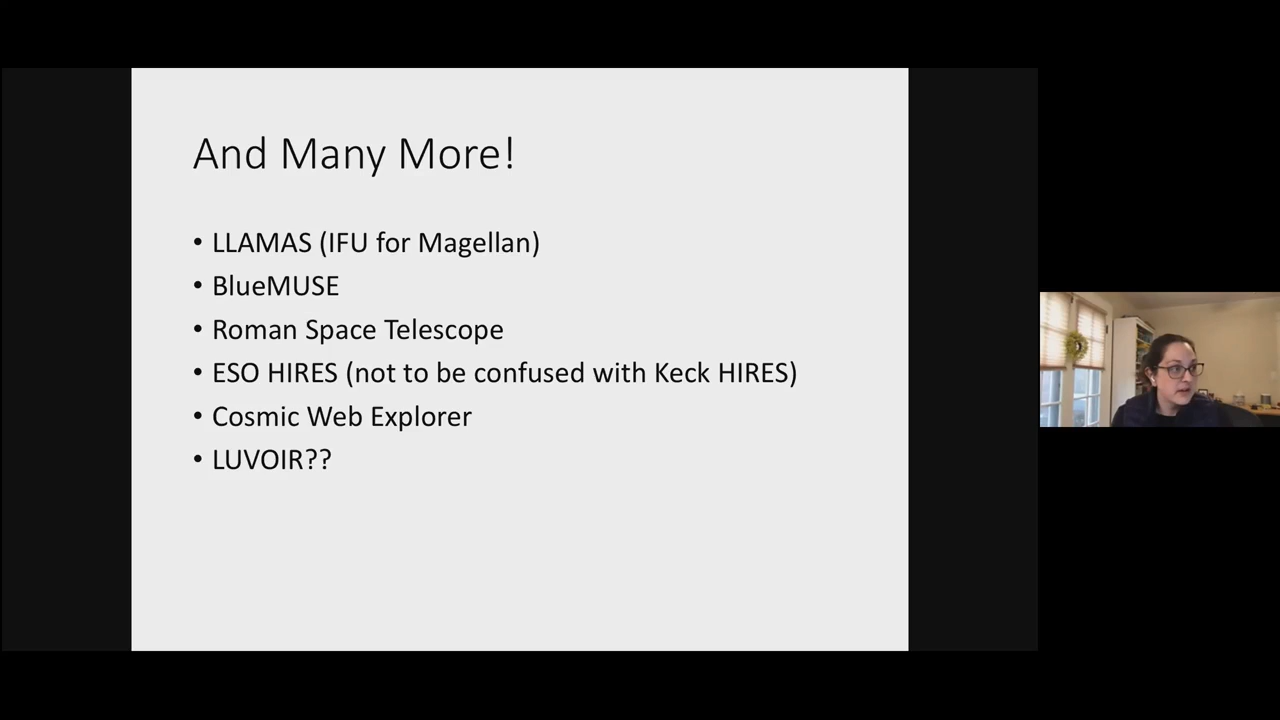 And Many More!
• LLAMAS (IFU for Magellan)
• BlueMUSE
• Roman Space Telescope
• ESO HIRES (not to be confused with Keck HIRES)
• Cosmic Web Explorer
• LUVOIR??